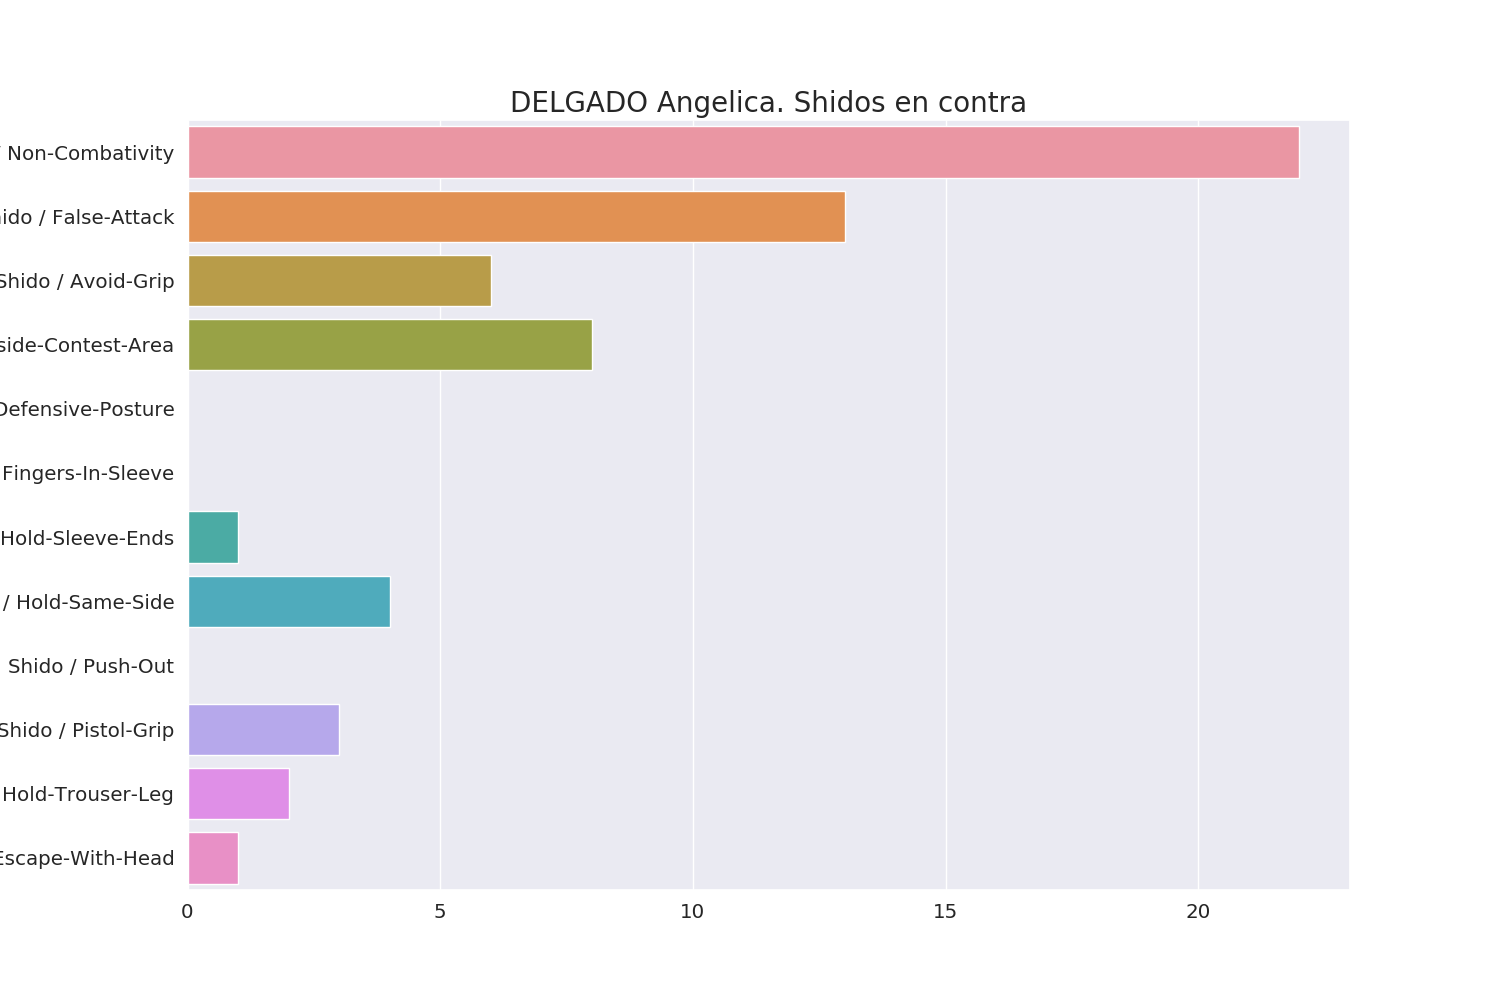 DELGADO Angelica. Shidos en contra
/ Non-Combativity
ido / False-Attack
Shido / Avoid-Grip
side-Contest-Area
Defensive-Posture
Fingers-In-Sleeve
Hold-Sleeve-Ends
/ Hold-Same-Side
Shido / Push-Out
Shido / Pistol-Grip
Hold-Trouser-Leg
Escape-With-Head
0 5 10 15 20